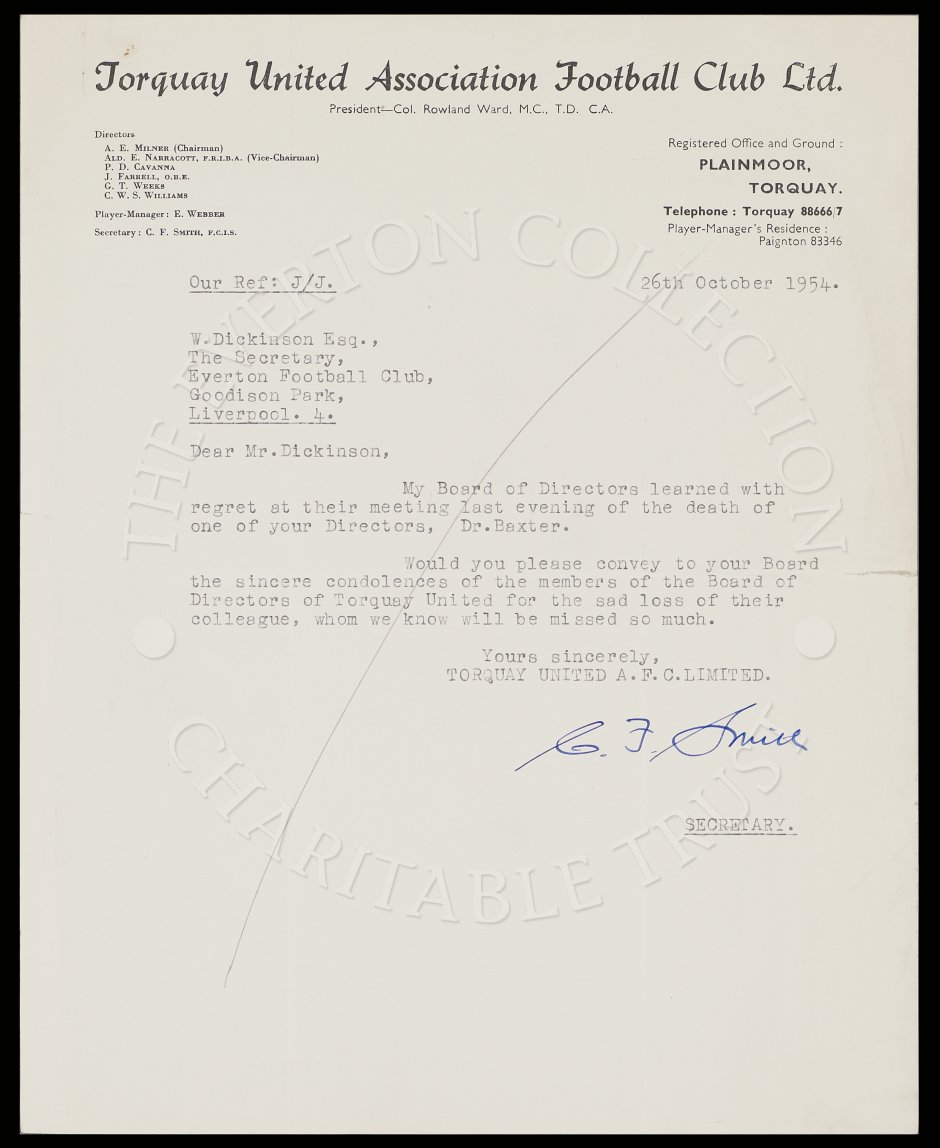 Torquay United Association Football Club Ltd.
President—Col. Rowland Ward, M.C., T.D. C.A.
Directors
A. E. Milner (Chairman)
Ald. E. Narracott, F.R.I.B.A. (Vice-Chairman)
P. D. Cavanna
J. Farrell, O.B.E.
G. T. Weeks
C. W. S. Williams
Player-Manager: E. Webber
Secretary: C. F. Smith, F.C.I.S.
Registered Office and Ground :
PLAINMOOR,
TORQUAY.
Telephone : Torquay 88666/7
Player-Manager's Residence :
Paignton 83346
Our Ref: J/J.
26th October 1954.
W.Dickinson Esq.,
The Secretary,
Everton Football Club,
Goodison Park,
Liverpool. 4.
Dear Mr.Dickinson,
My Board of Directors learned with
regret at their meeting last evening of the death of
one of your Directors, Dr.Baxter.
Would you please convey to your Board
the sincere condolences of the members of the Board of
Directors of Torquay United for the sad loss of their
colleague, whom we know will be missed so much.
Yours sincerely,
TORQUAY UNITED A.F.C.LIMITED.
C. F. Smith
SECRETARY.
THE EVERTON COLLECTION
CHARITABLE TRUST